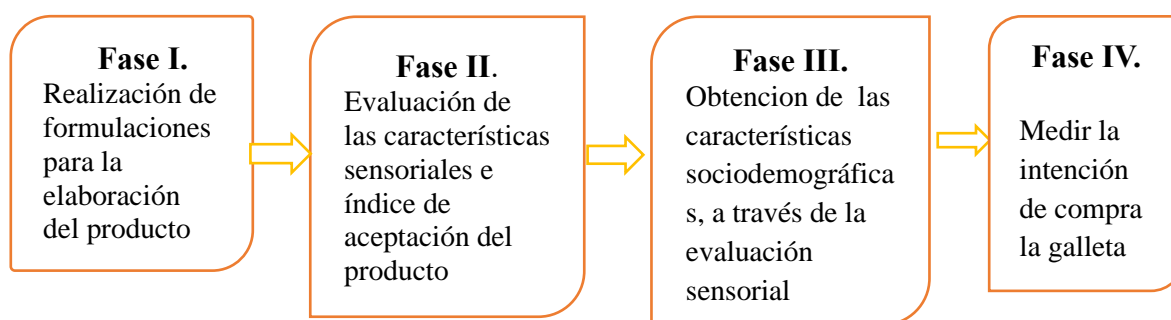 Fase I.
Realización de
formulaciones
para la
elaboración
del producto
Fase II.
Evaluación de
las características
sensoriales e
índice de
aceptación del
producto
Fase III.
Obtencion de las
características
sociodemográfica
s, a través de la
evaluación
sensorial
Fase IV.
Medir la
intención
de compra
la galleta